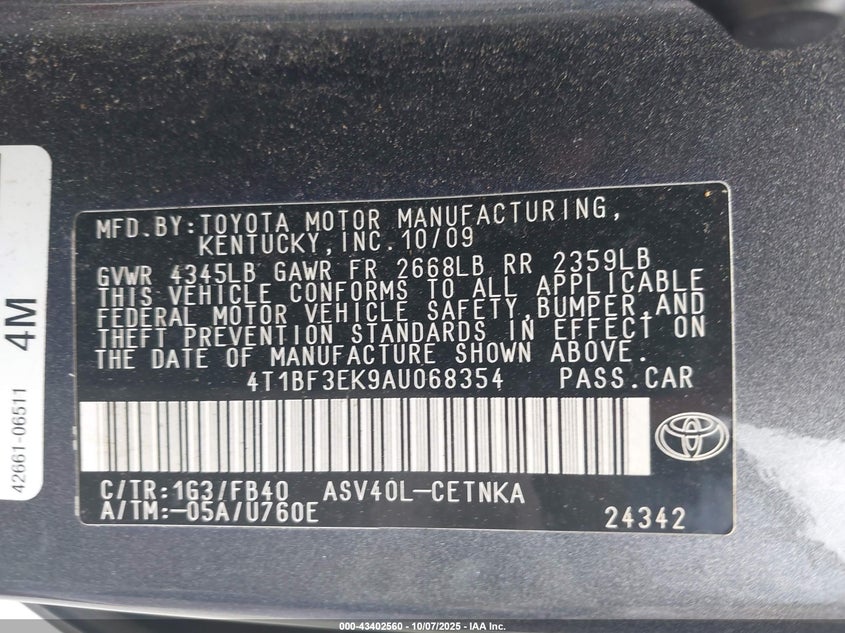 MFD.BY:TOYOTA MOTOR MANUFACTURING,
KENTUCKY,INC.10/09
GVWR 4345LB GAWR FR 2668LB RR 2359LB
THIS VEHICLE CONFORMS TO ALL APPLICABLE
FEDERAL MOTOR VEHICLE SAFETY,BUMPER,AND
THEFT PREVENTION STANDARDS IN EFFECT ON
THE DATE OF MANUFACTURE SHOWN ABOVE.
4T1BF3EK9AU068354 PASS.CAR
C/TR:1G3/FB40 ASV40L-CETNKA
A/TM:-05A/U760E 24342
42661-06511 4M
000-43402560 - 10/07/2025 - IAA Inc.